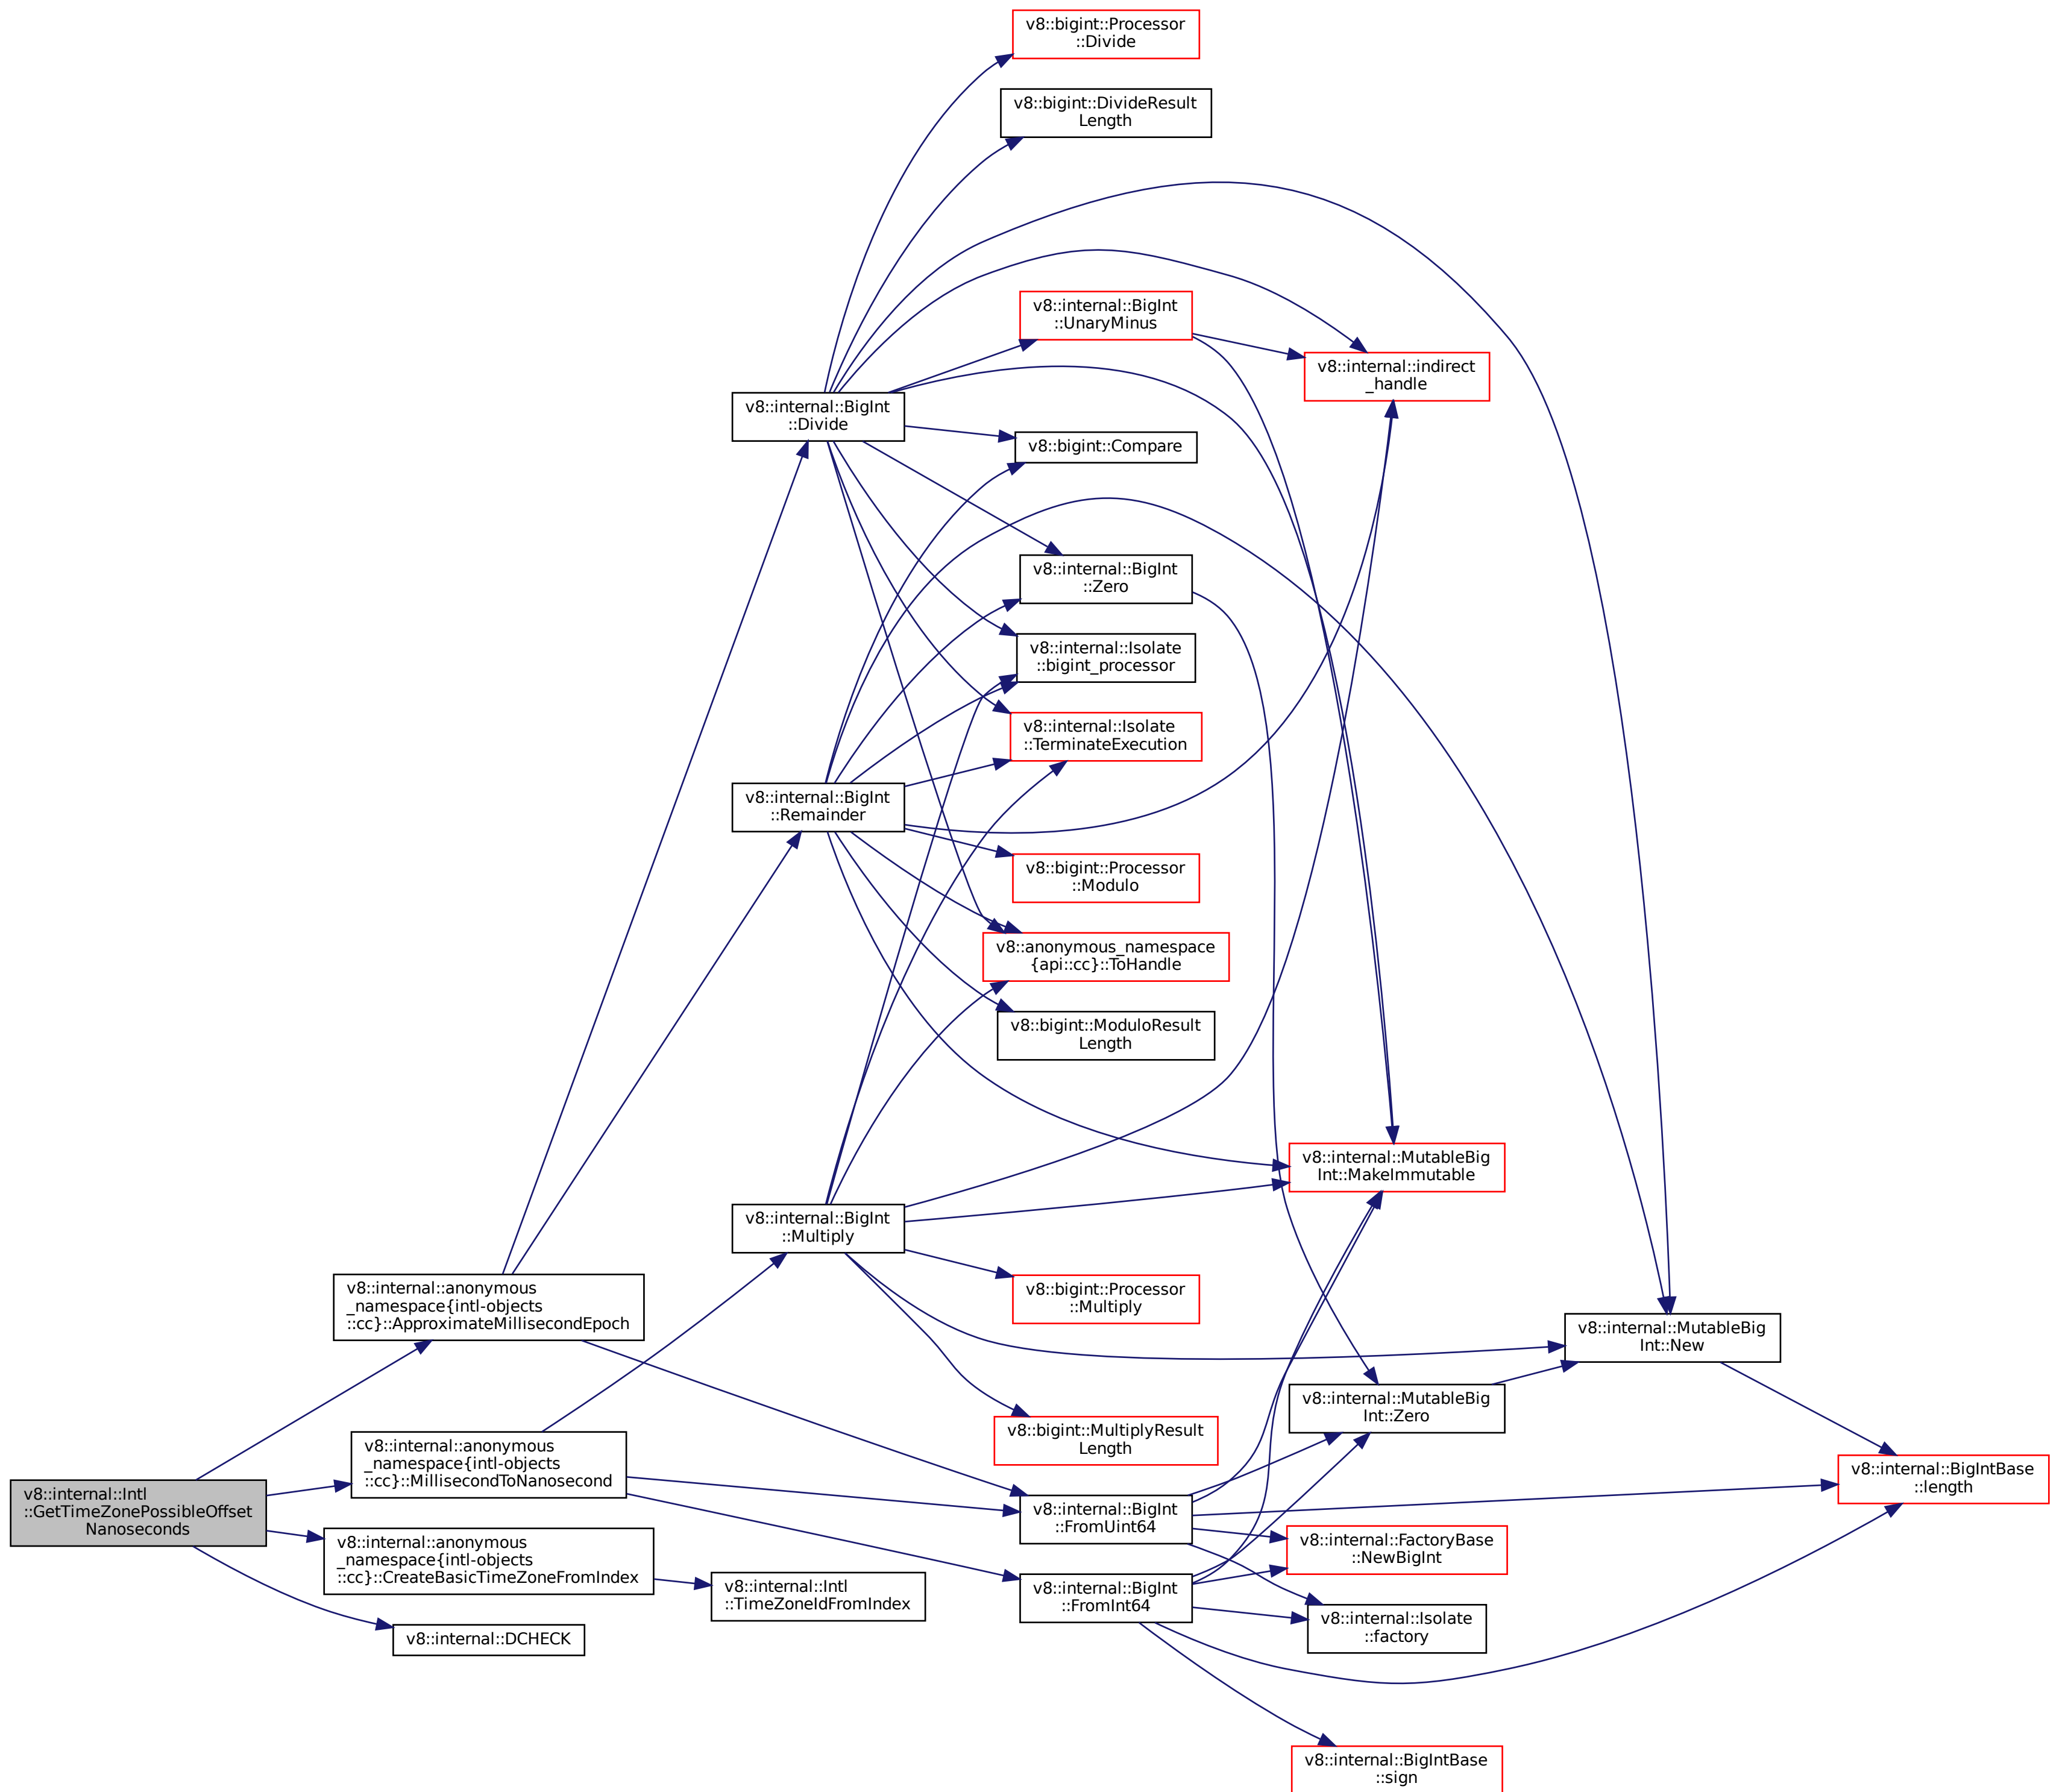 v8::bigint::Processor
::Divide
v8::bigint::DivideResult
Length
v8::internal::BigInt
::UnaryMinus
v8::internal::indirect
_handle
v8::internal::BigInt
::Divide
v8::bigint::Compare
v8::internal::BigInt
::Zero
v8::internal::Isolate
::bigint_processor
v8::internal::Isolate
::TerminateExecution
v8::internal::BigInt
::Remainder
v8::bigint::Processor
::Modulo
v8::anonymous_namespace
{api::cc}::ToHandle
v8::bigint::ModuloResult
Length
v8::internal::MutableBig
Int::MakeImmutable
v8::internal::BigInt
::Multiply
v8::internal::anonymous
_namespace{intl-objects
::cc}::ApproximateMillisecondEpoch
v8::bigint::Processor
::Multiply
v8::internal::MutableBig
Int::New
v8::internal::MutableBig
Int::Zero
v8::bigint::MultiplyResult
Length
v8::internal::anonymous
_namespace{intl-objects
::cc}::MillisecondToNanosecond
v8::internal::BigIntBase
::length
v8::internal::Intl
::GetTimeZonePossibleOffset
Nanoseconds
v8::internal::BigInt
::FromUint64
v8::internal::FactoryBase
::NewBigInt
v8::internal::anonymous
_namespace{intl-objects
::cc}::CreateBasicTimeZoneFromIndex
v8::internal::Intl
::TimeZoneIdFromIndex
v8::internal::BigInt
::FromInt64
v8::internal::Isolate
::factory
v8::internal::DCHECK
v8::internal::BigIntBase
::sign